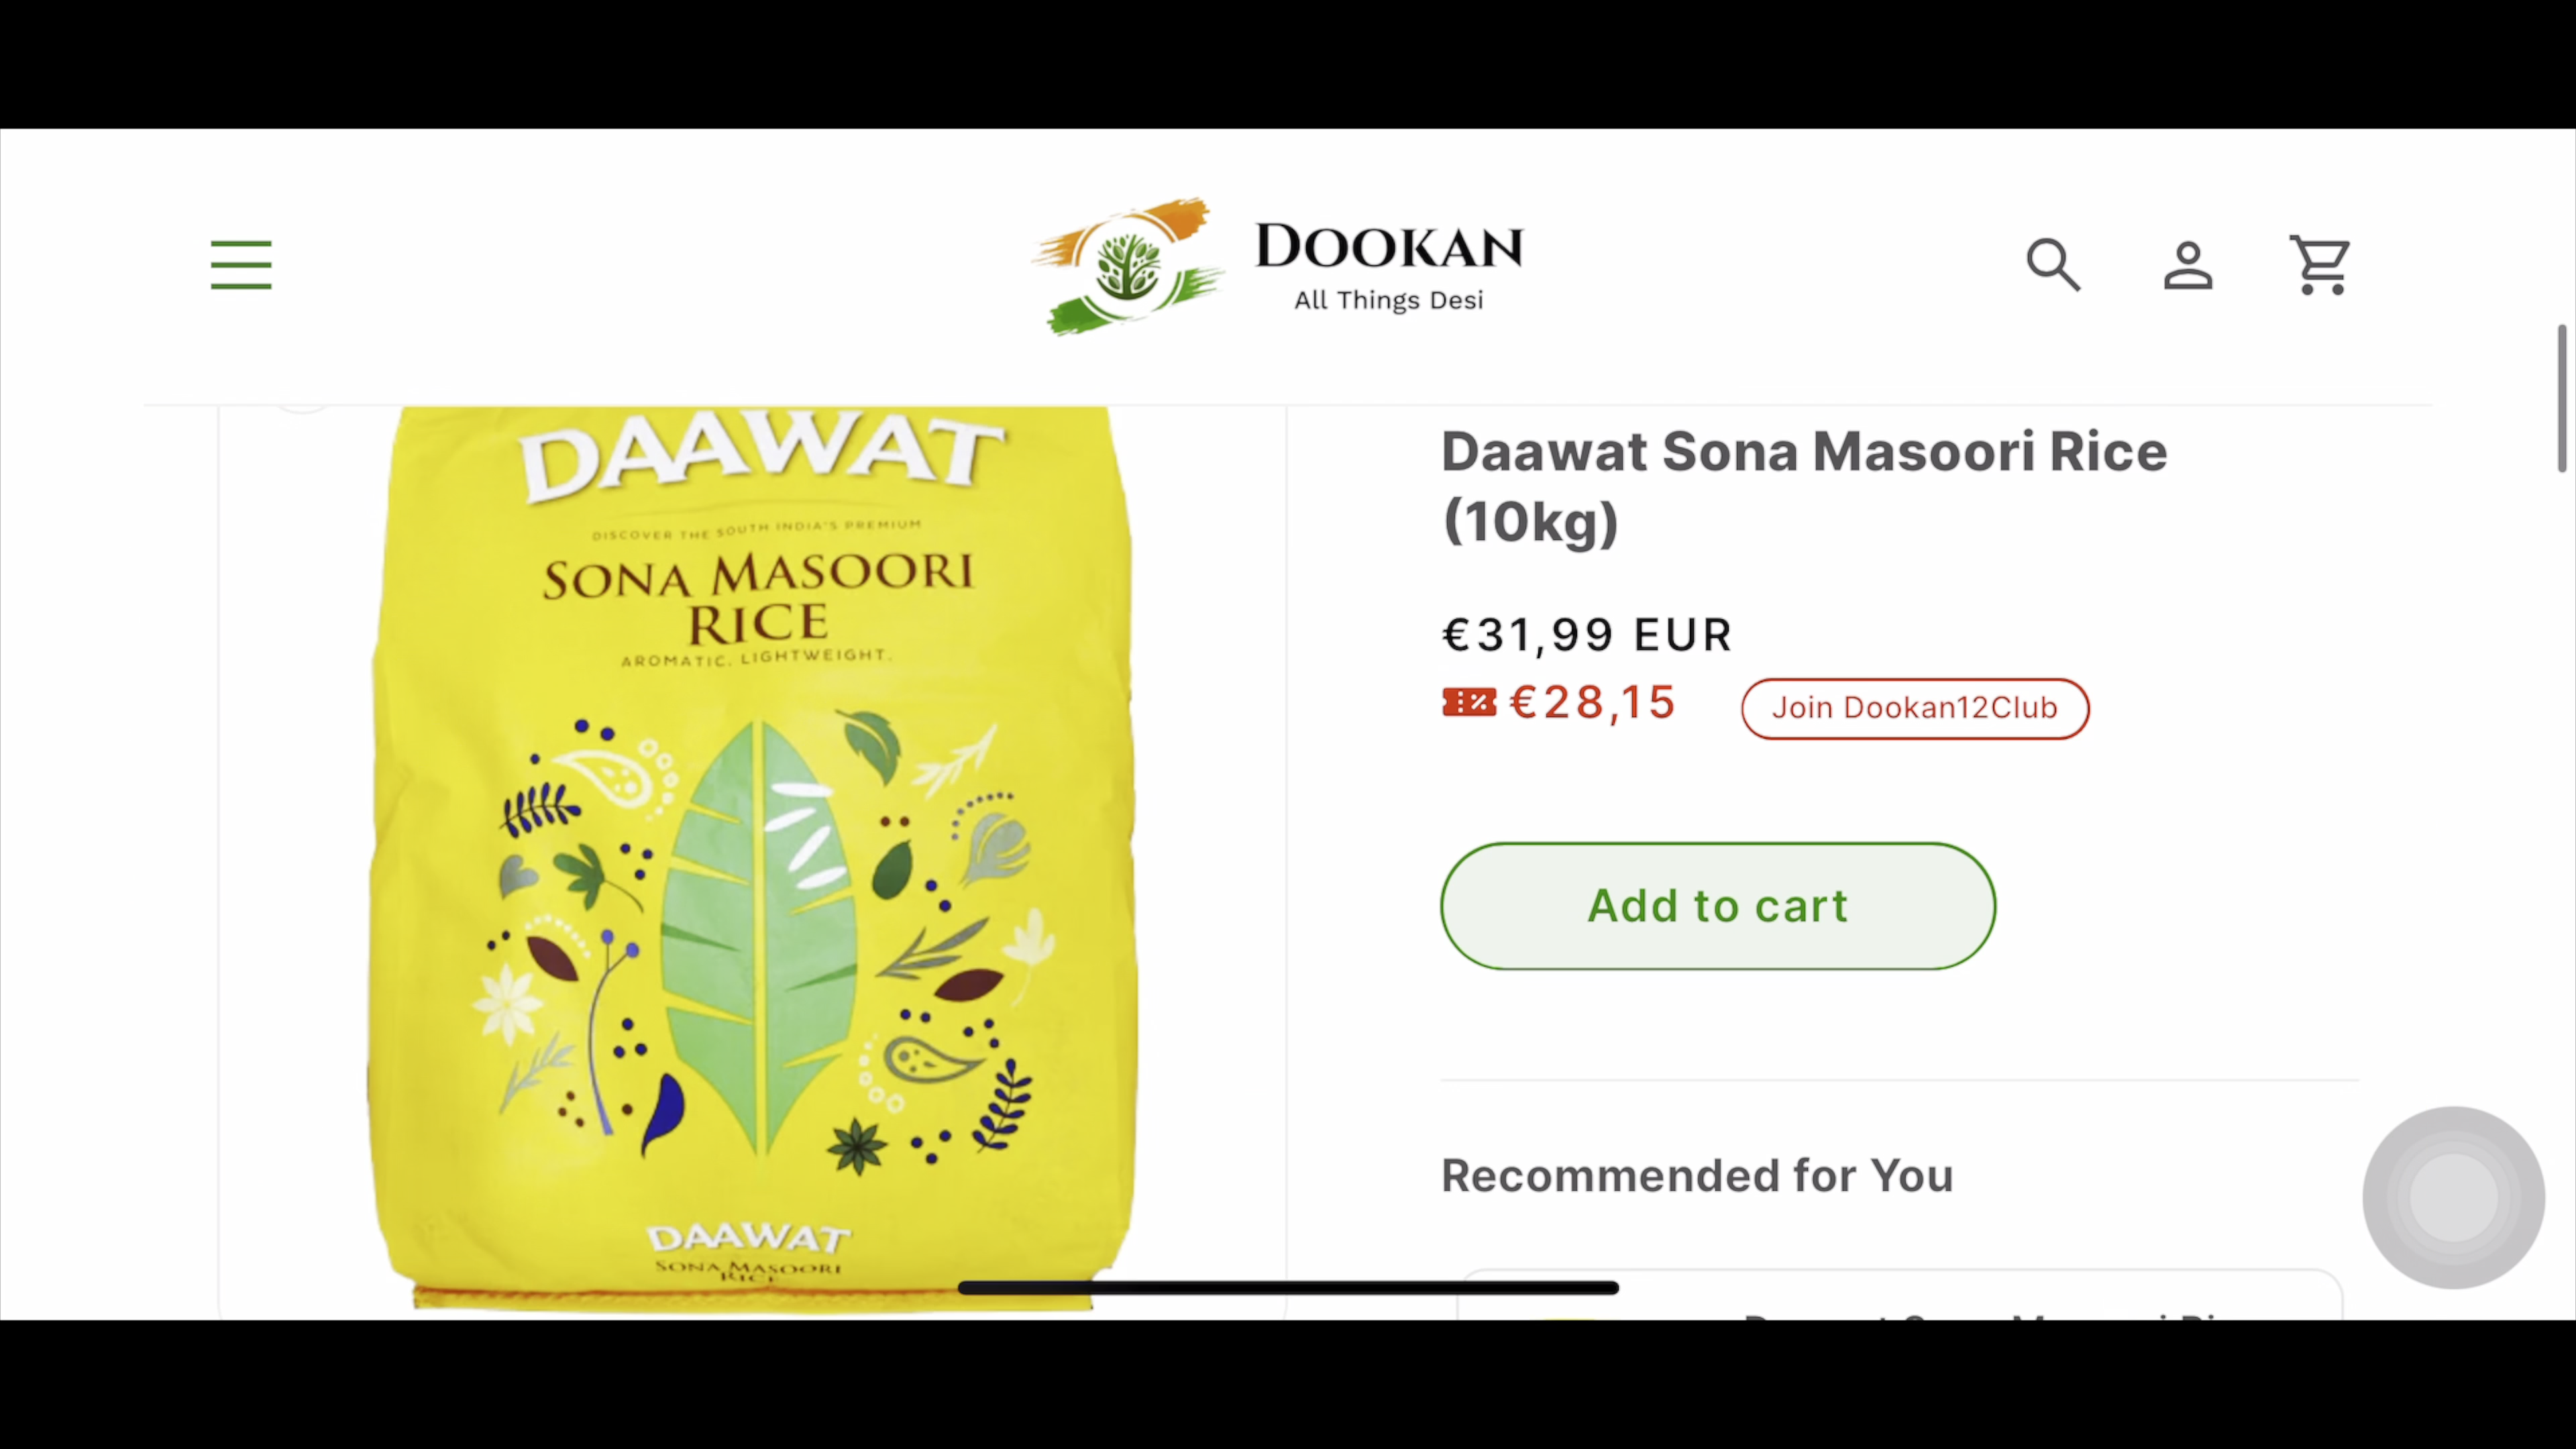 DOOKAN
All Things Desi
DAAWAT
DISCOVER THE SOUTH INDIA'S PREMIUM
SONA MASOORI
RICE
AROMATIC. LIGHTWEIGHT.
DAAWAT
SONA MASOORI
RICE
Daawat Sona Masoori Rice
(10kg)
€31,99 EUR
€28,15 Join Dookan12Club
Add to cart
Recommended for You